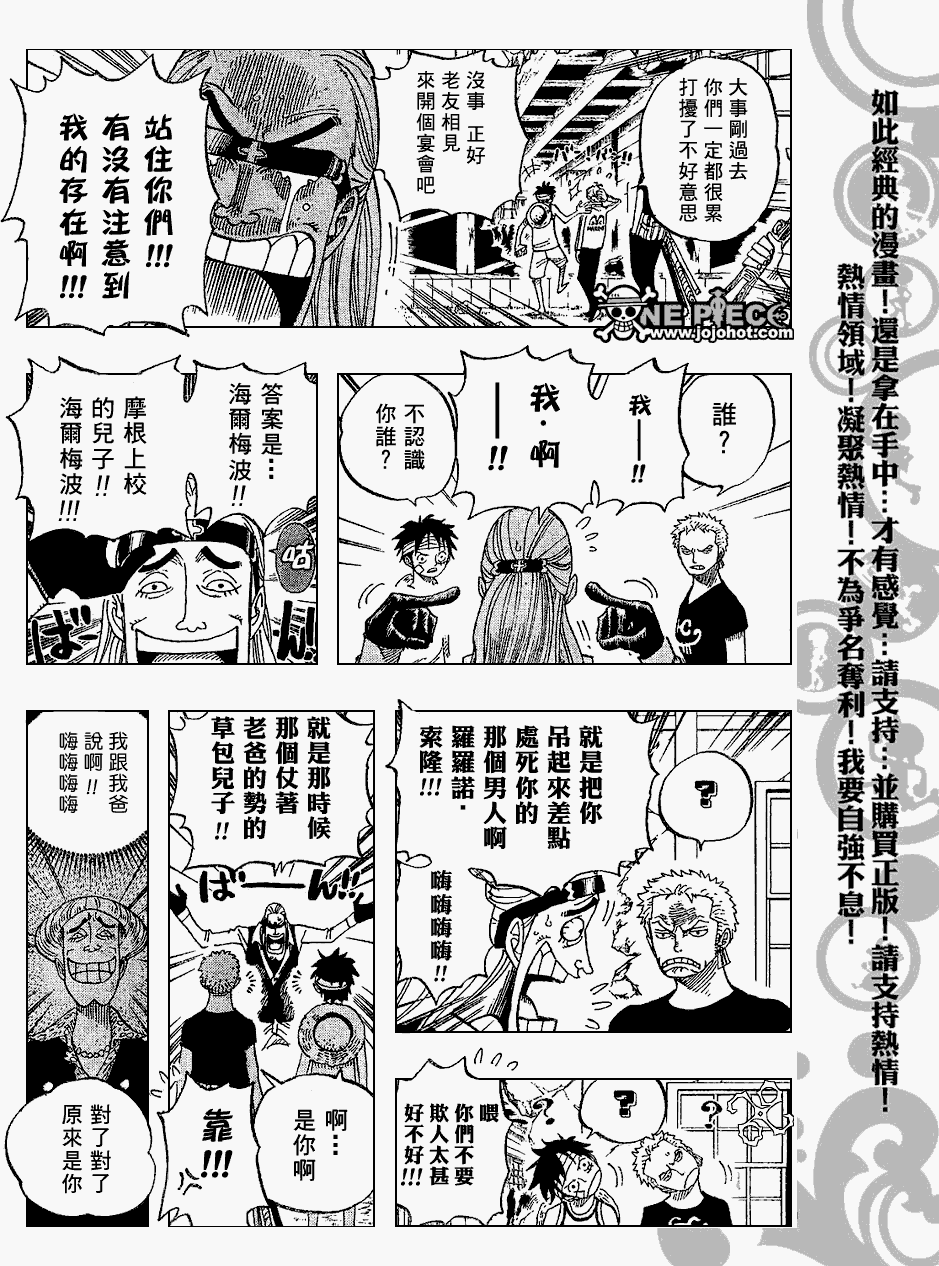 如此經典的漫畫！還是拿在手中…才有感覺…請支持…並購買正版！請支持熱情！
熱情領域！凝聚熱情！不為爭名奪利！我要自強不息！
大事剛過去
你們一定都很累
打擾了不好意思
沒事 正好
老友相見
來開個宴會吧
站住你們!!!
有沒有注意到
我的存在啊!!!
ONE PIECE
www.jojohot.com
誰?
我—!!
我·啊
—!!
不認識
你誰?
答案是…
海爾梅波!!
摩根上校
的兒子!!
海爾梅波!!!
咕
ばーん!!
?
就是把你
吊起來差點
處死你的
那個男人啊
羅羅諾·
索隆!!!
嗨嗨嗨嗨!!
?
?
?
喂
你們不要
欺人太甚
好不好!!!
就是那時候
那個仗著
老爸的勢的
草包兒子!!
ばーん!!
啊…
是你啊
靠!!!
我跟我爸
說啊!!
嗨嗨嗨嗨
對了對了
原來是你